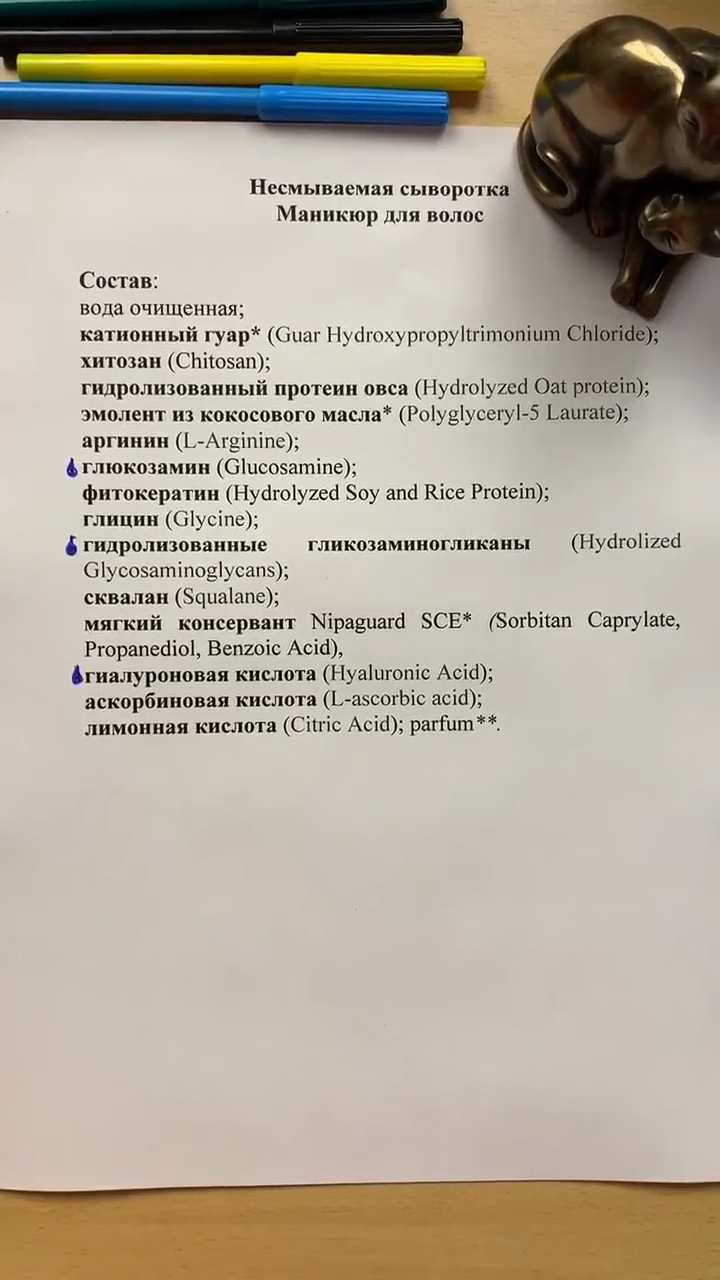 Несмываемая сыворотка
Маникюр для волос
Состав:
вода очищенная;
катионный гуар* (Guar Hydroxypropyltrimonium Chloride);
хитозан (Chitosan);
гидролизованный протеин овса (Hydrolyzed Oat protein);
эмолент из кокосового масла* (Polyglyceryl-5 Laurate);
аргинин (L-Arginine);
глюкозамин (Glucosamine);
фитокератин (Hydrolyzed Soy and Rice Protein);
глицин (Glycine);
гидролизованные гликозаминогликаны (Hydrolized
Glycosaminoglycans);
сквалан (Squalane);
мягкий консервант Nipaguard SCE* (Sorbitan Caprylate,
Propanediol, Benzoic Acid),
гиалуроновая кислота (Hyaluronic Acid);
аскорбиновая кислота (L-ascorbic acid);
лимонная кислота (Citric Acid); parfum**.